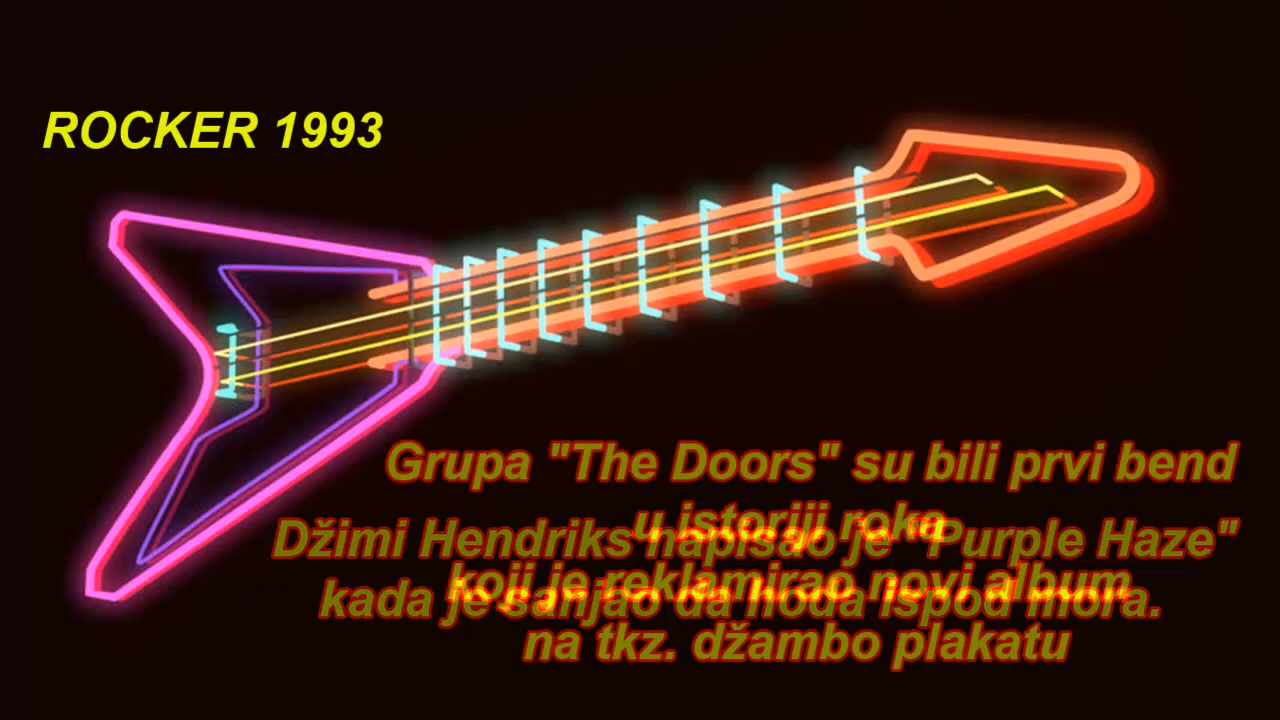 ROCKER 1993
Grupa "The Doors" su bili prvi bend
u istoriji roka
koji je reklamirao novi album
na tkz. džambo plakatu
Džimi Hendriks napisao je "Purple Haze"
kada je sanjao da hoda ispod mora.